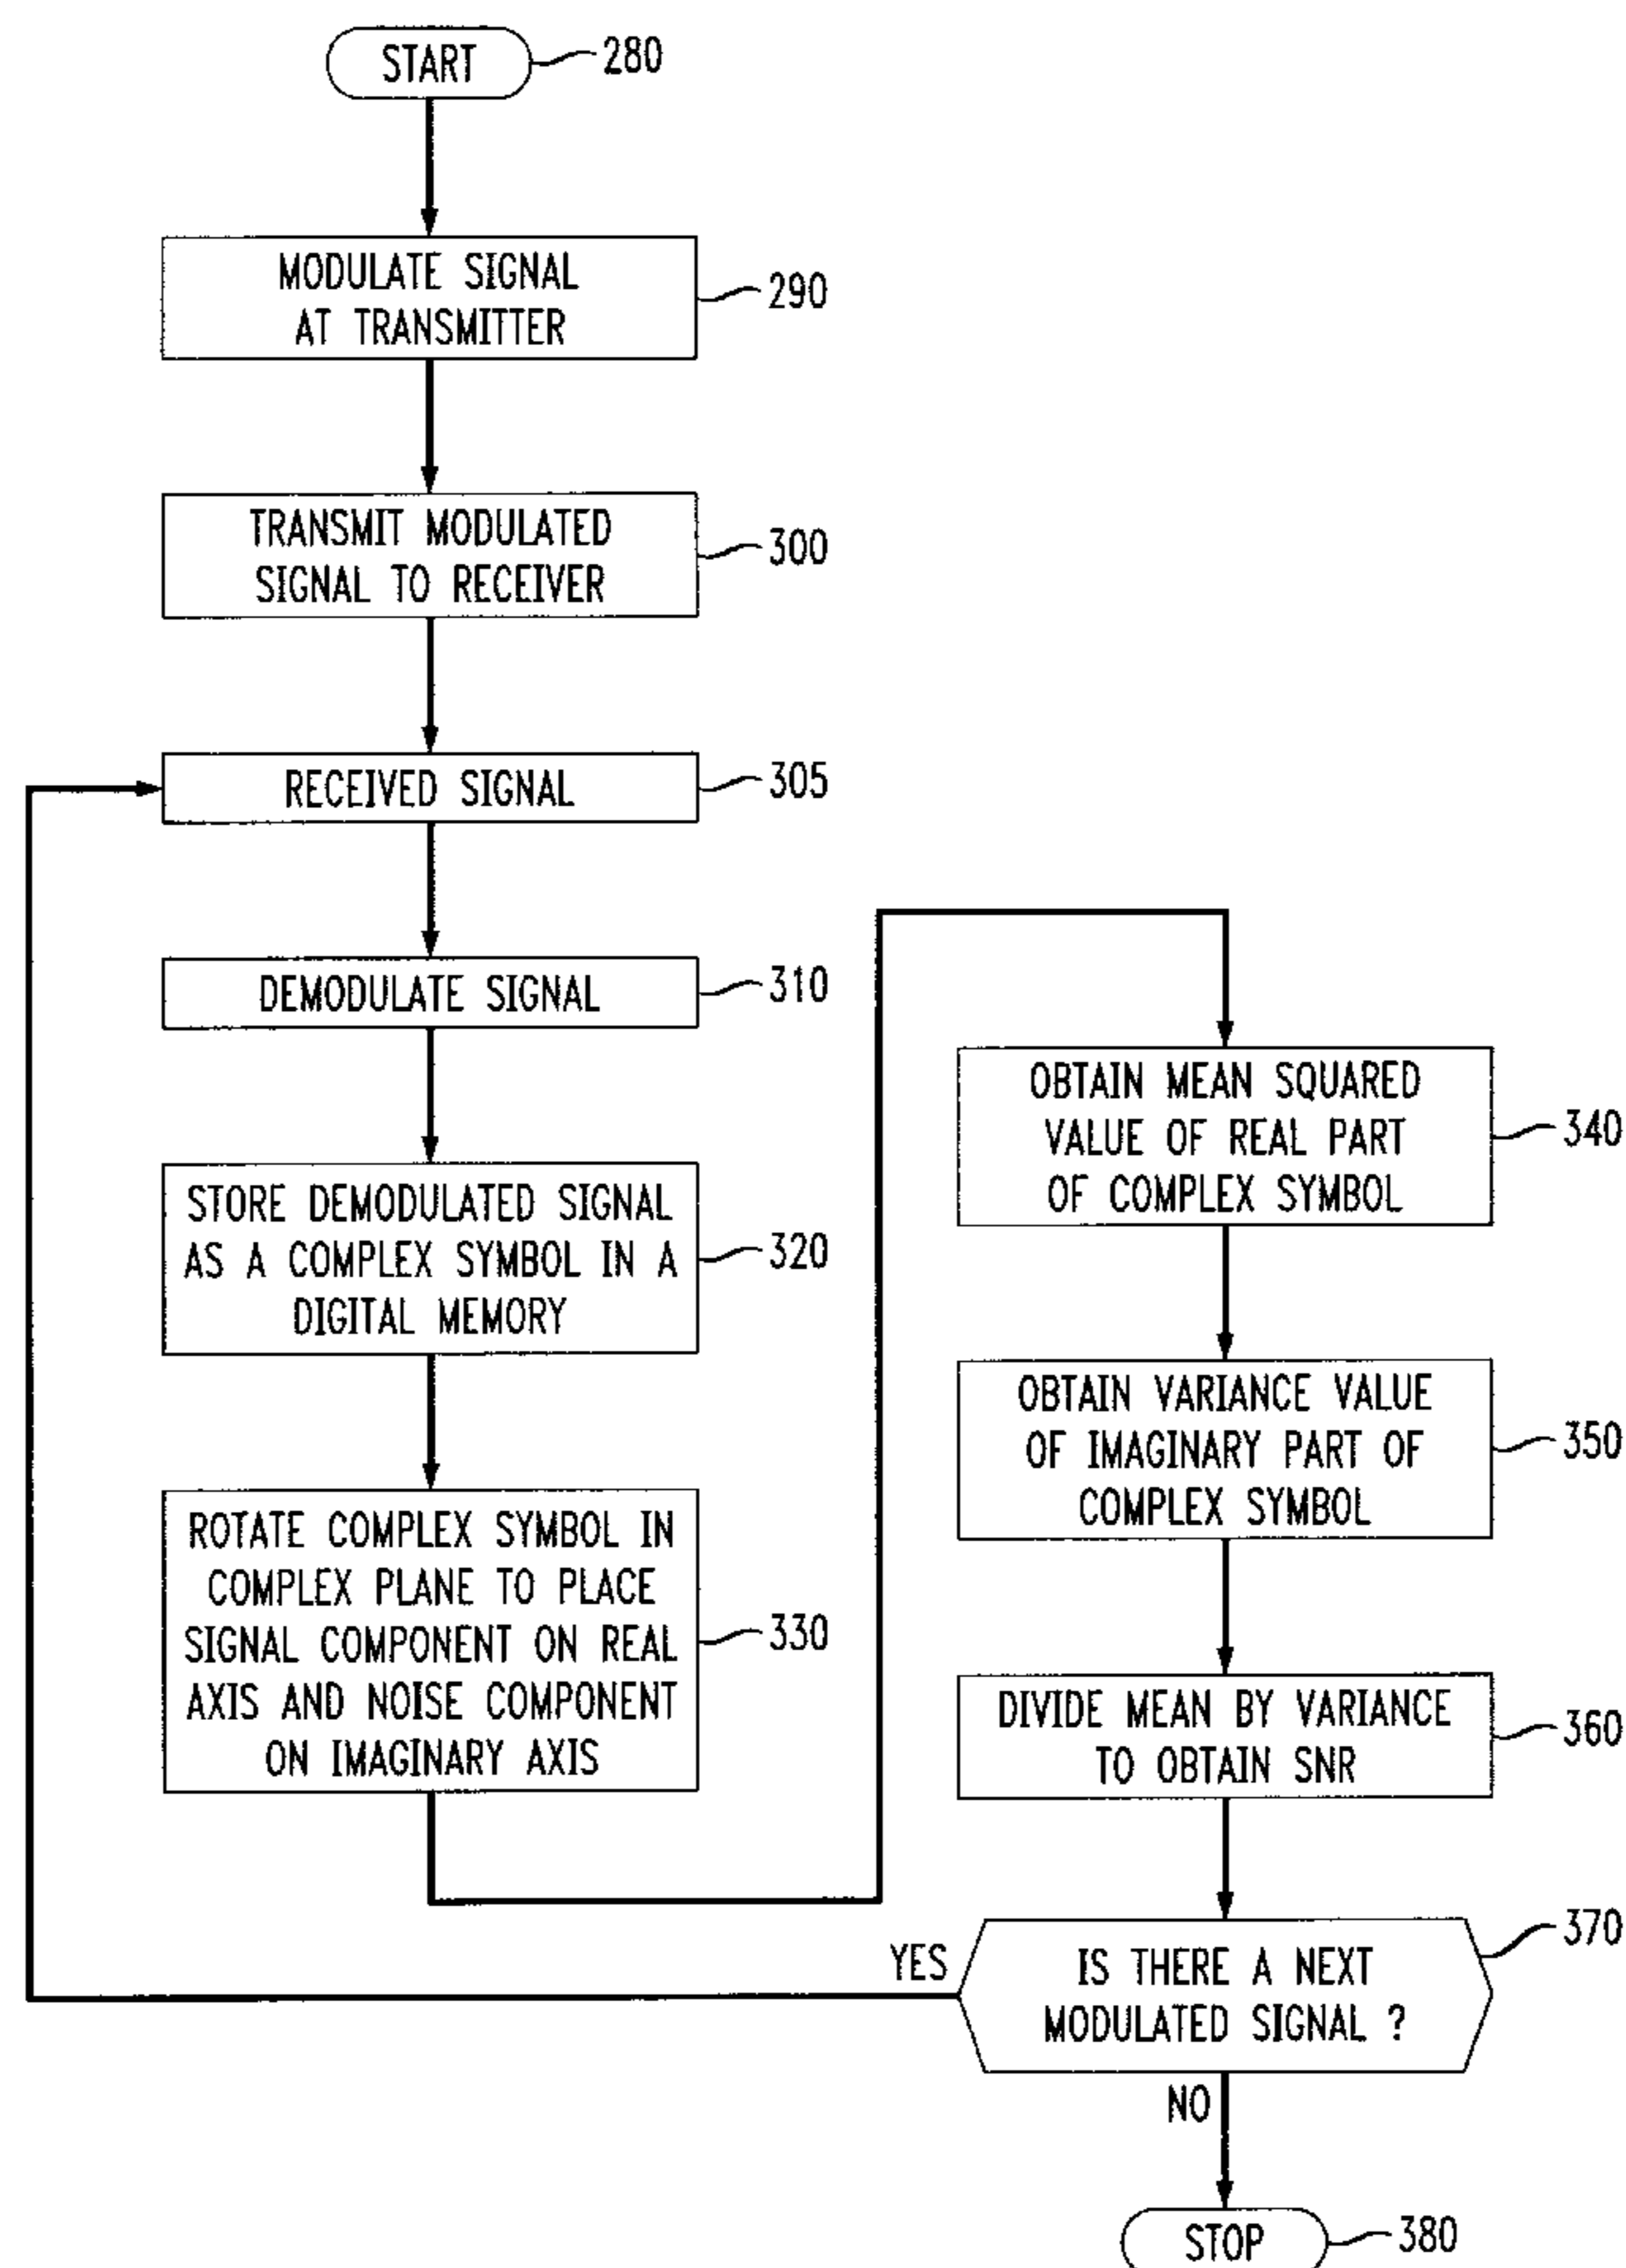 START
280
MODULATE SIGNAL
AT TRANSMITTER
290
TRANSMIT MODULATED
SIGNAL TO RECEIVER
300
RECEIVED SIGNAL
305
DEMODULATE SIGNAL
310
STORE DEMODULATED SIGNAL
AS A COMPLEX SYMBOL IN A
DIGITAL MEMORY
320
ROTATE COMPLEX SYMBOL IN
COMPLEX PLANE TO PLACE
SIGNAL COMPONENT ON REAL
AXIS AND NOISE COMPONENT
ON IMAGINARY AXIS
330
OBTAIN MEAN SQUARED
VALUE OF REAL PART
OF COMPLEX SYMBOL
340
OBTAIN VARIANCE VALUE
OF IMAGINARY PART OF
COMPLEX SYMBOL
350
DIVIDE MEAN BY VARIANCE
TO OBTAIN SNR
360
IS THERE A NEXT
MODULATED SIGNAL ?
370
YES
NO
STOP
380